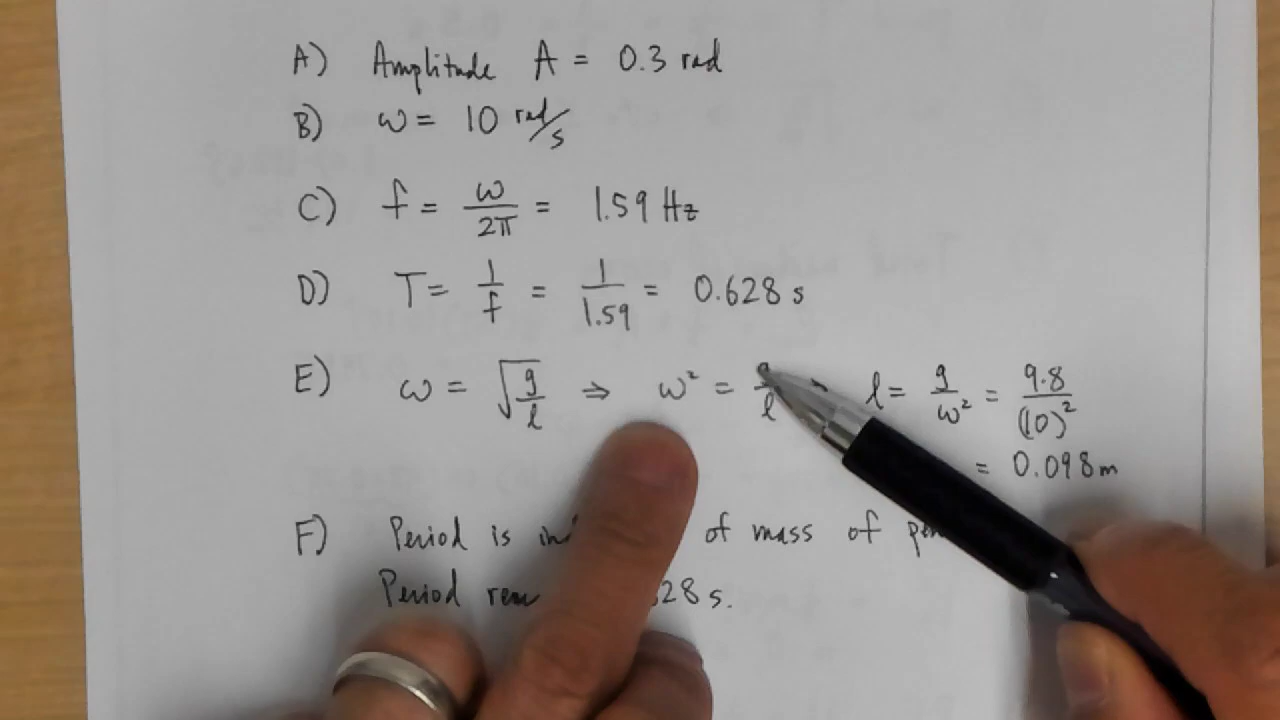 A) Amplitude A = 0.3 rad
B) ω = 10 rad/s
C) f = ω/2π = 1.59 Hz
D) T = 1/f = 1/1.59 = 0.628 s
E) ω = √(g/l) ⇒ ω² = g/l l = g/ω² = 9.8/(10)²
= 0.098 m
F) Period is of mass of
Period 28 s.